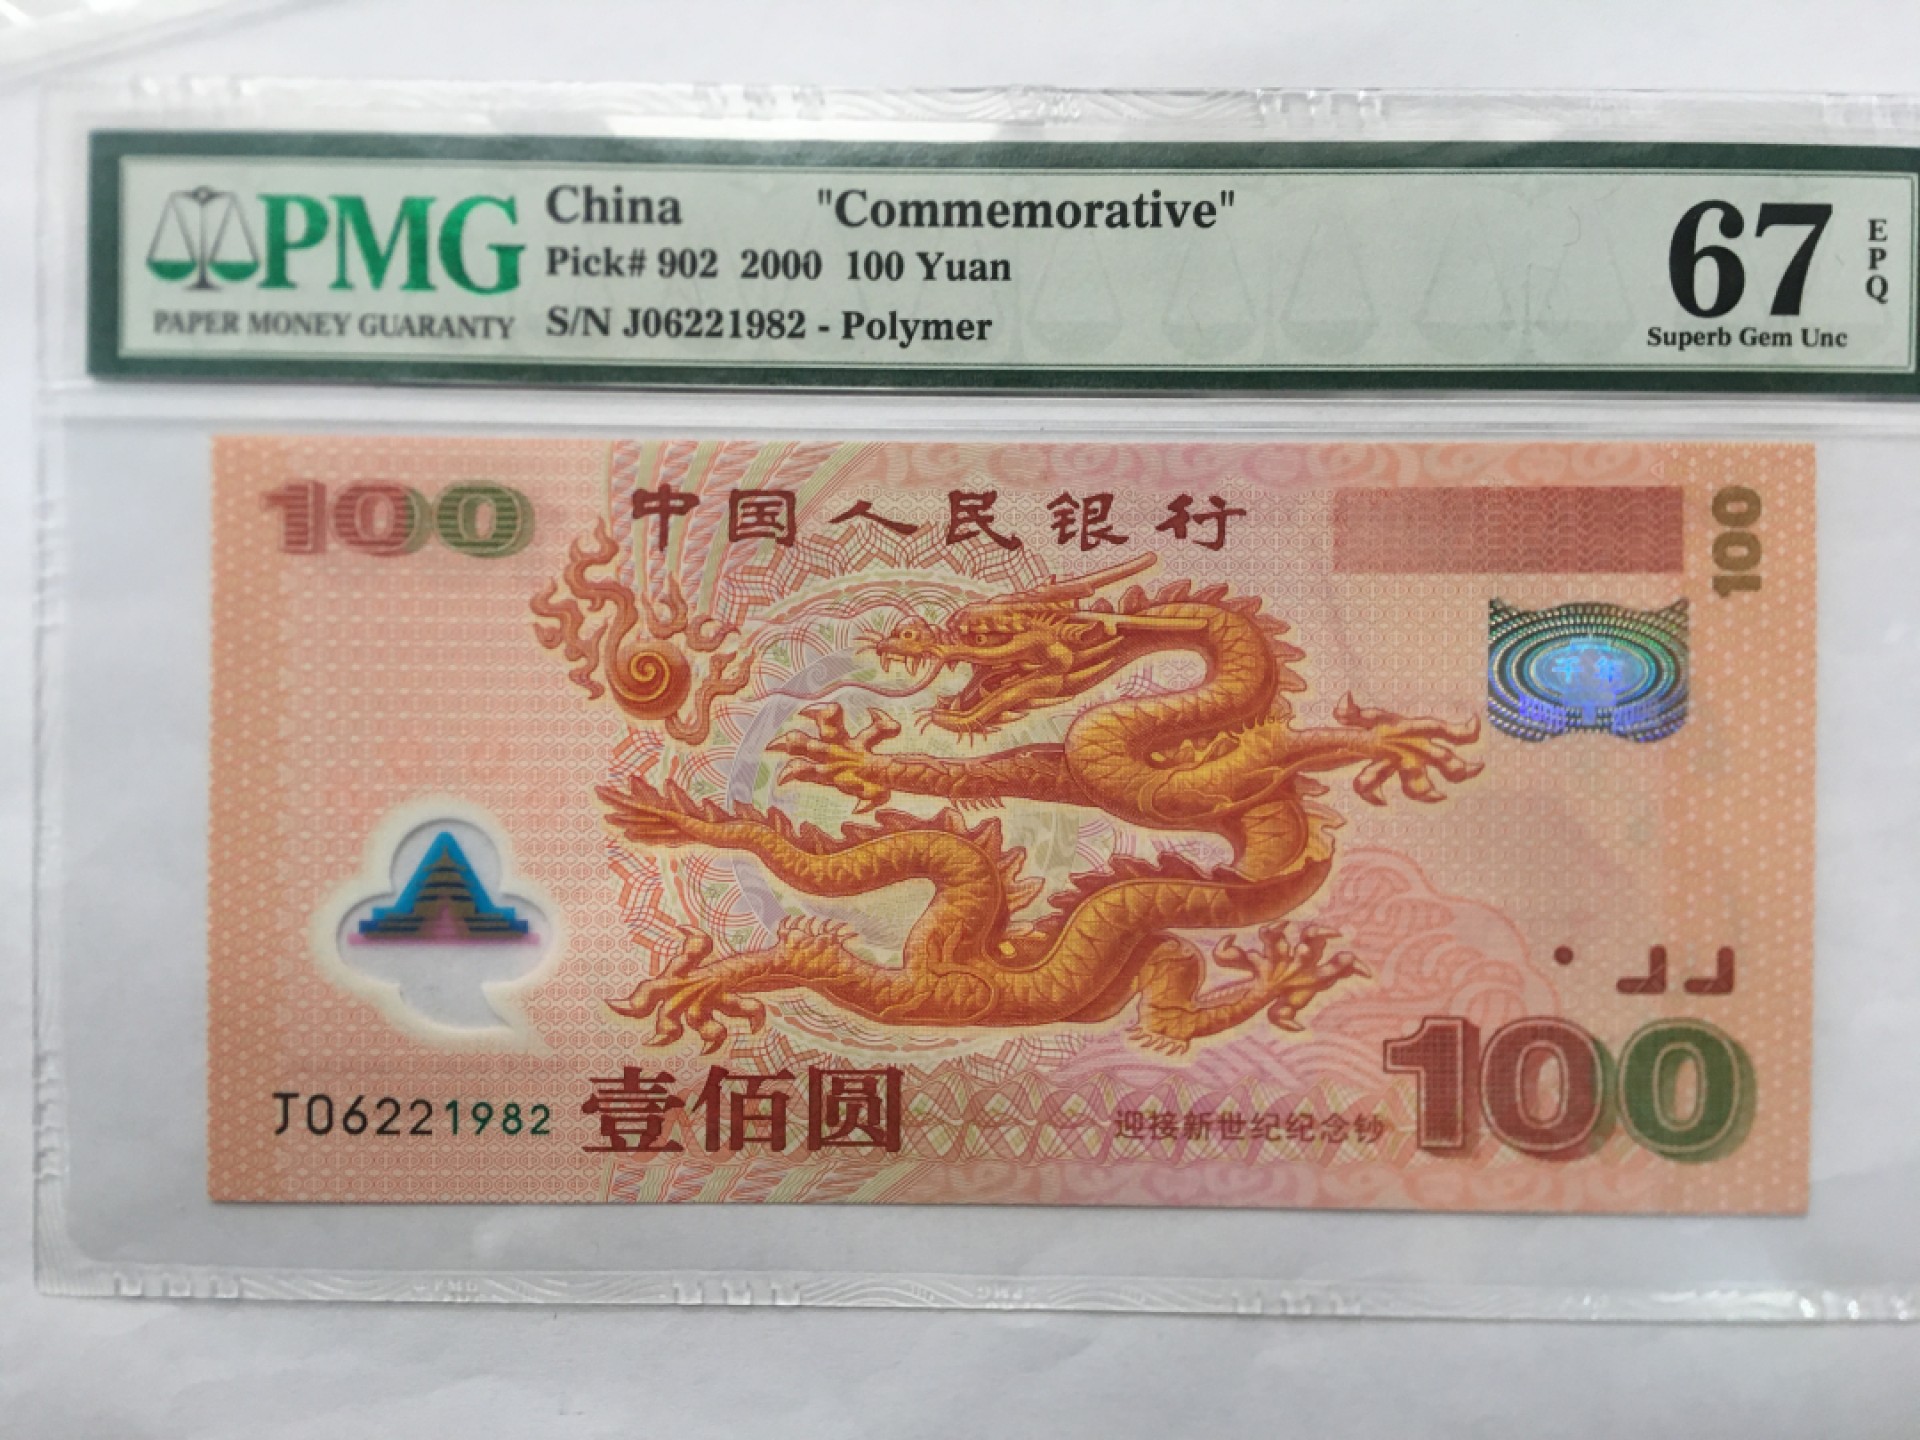 PMG
PAPER MONEY GUARANTY
China "Commemorative"
Pick# 902 2000 100 Yuan
S/N J06221982 - Polymer
67
EPQ
Superb Gem Unc
100
中国人民银行
100
J06221982
壹佰圆
迎接新世纪纪念钞
100